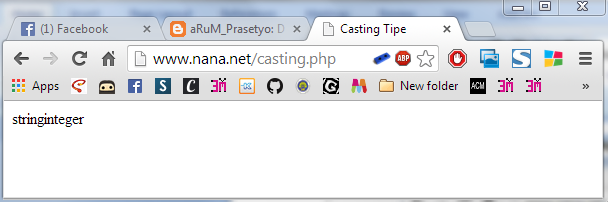 (1) Facebook
aRuM_Prasetyo: D
Casting Tipe
www.nana.net/casting.php
ABP
Apps
S
C
ACM
New folder
»
stringinteger